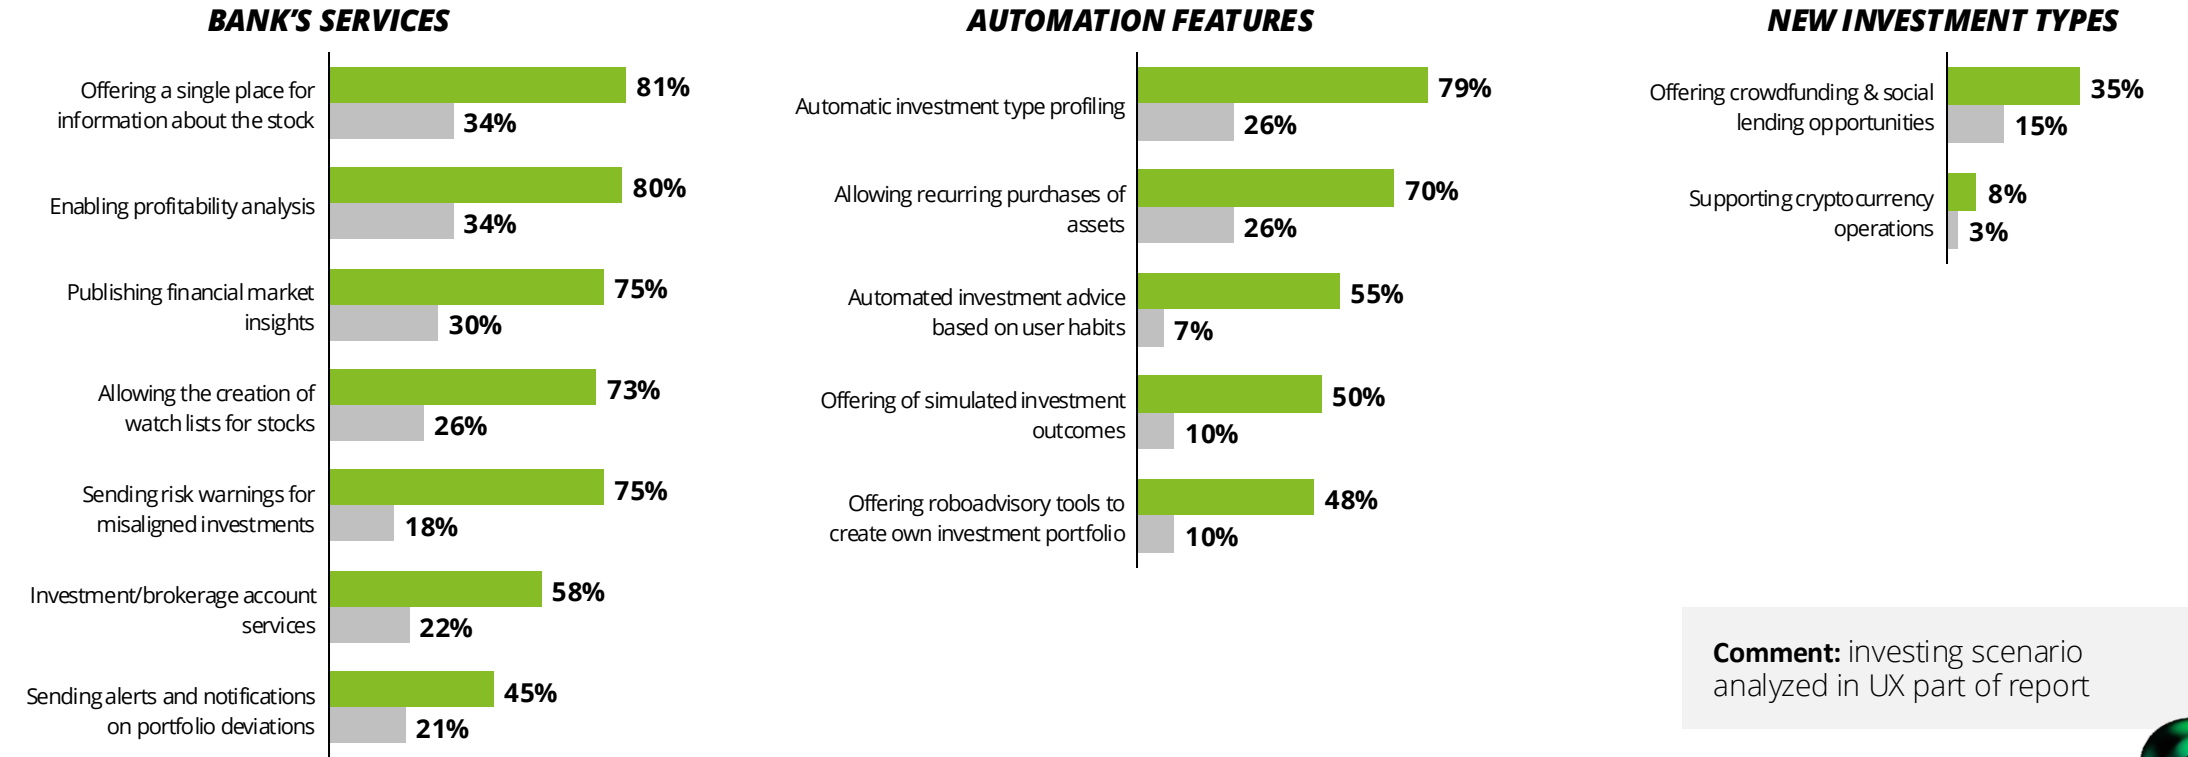 BANK'S SERVICES
Offering a single place for
information about the stock
81%
34%
Enabling profitability analysis
80%
34%
Publishing financial market
insights
75%
30%
Allowing the creation of
watch lists for stocks
73%
26%
Sending risk warnings for
misaligned investments
75%
18%
Investment/brokerage account
services
58%
22%
Sending alerts and notifications
on portfolio deviations
45%
21%
AUTOMATION FEATURES
Automatic investment type profiling
79%
26%
Allowing recurring purchases of
assets
70%
26%
Automated investment advice
based on user habits
55%
7%
Offering of simulated investment
outcomes
50%
10%
Offering roboadvisory tools to
create own investment portfolio
48%
10%
NEW INVESTMENT TYPES
Offering crowdfunding & social
lending opportunities
35%
15%
Supporting cryptocurrency
operations
8%
3%
Comment: investing scenario
analyzed in UX part of report